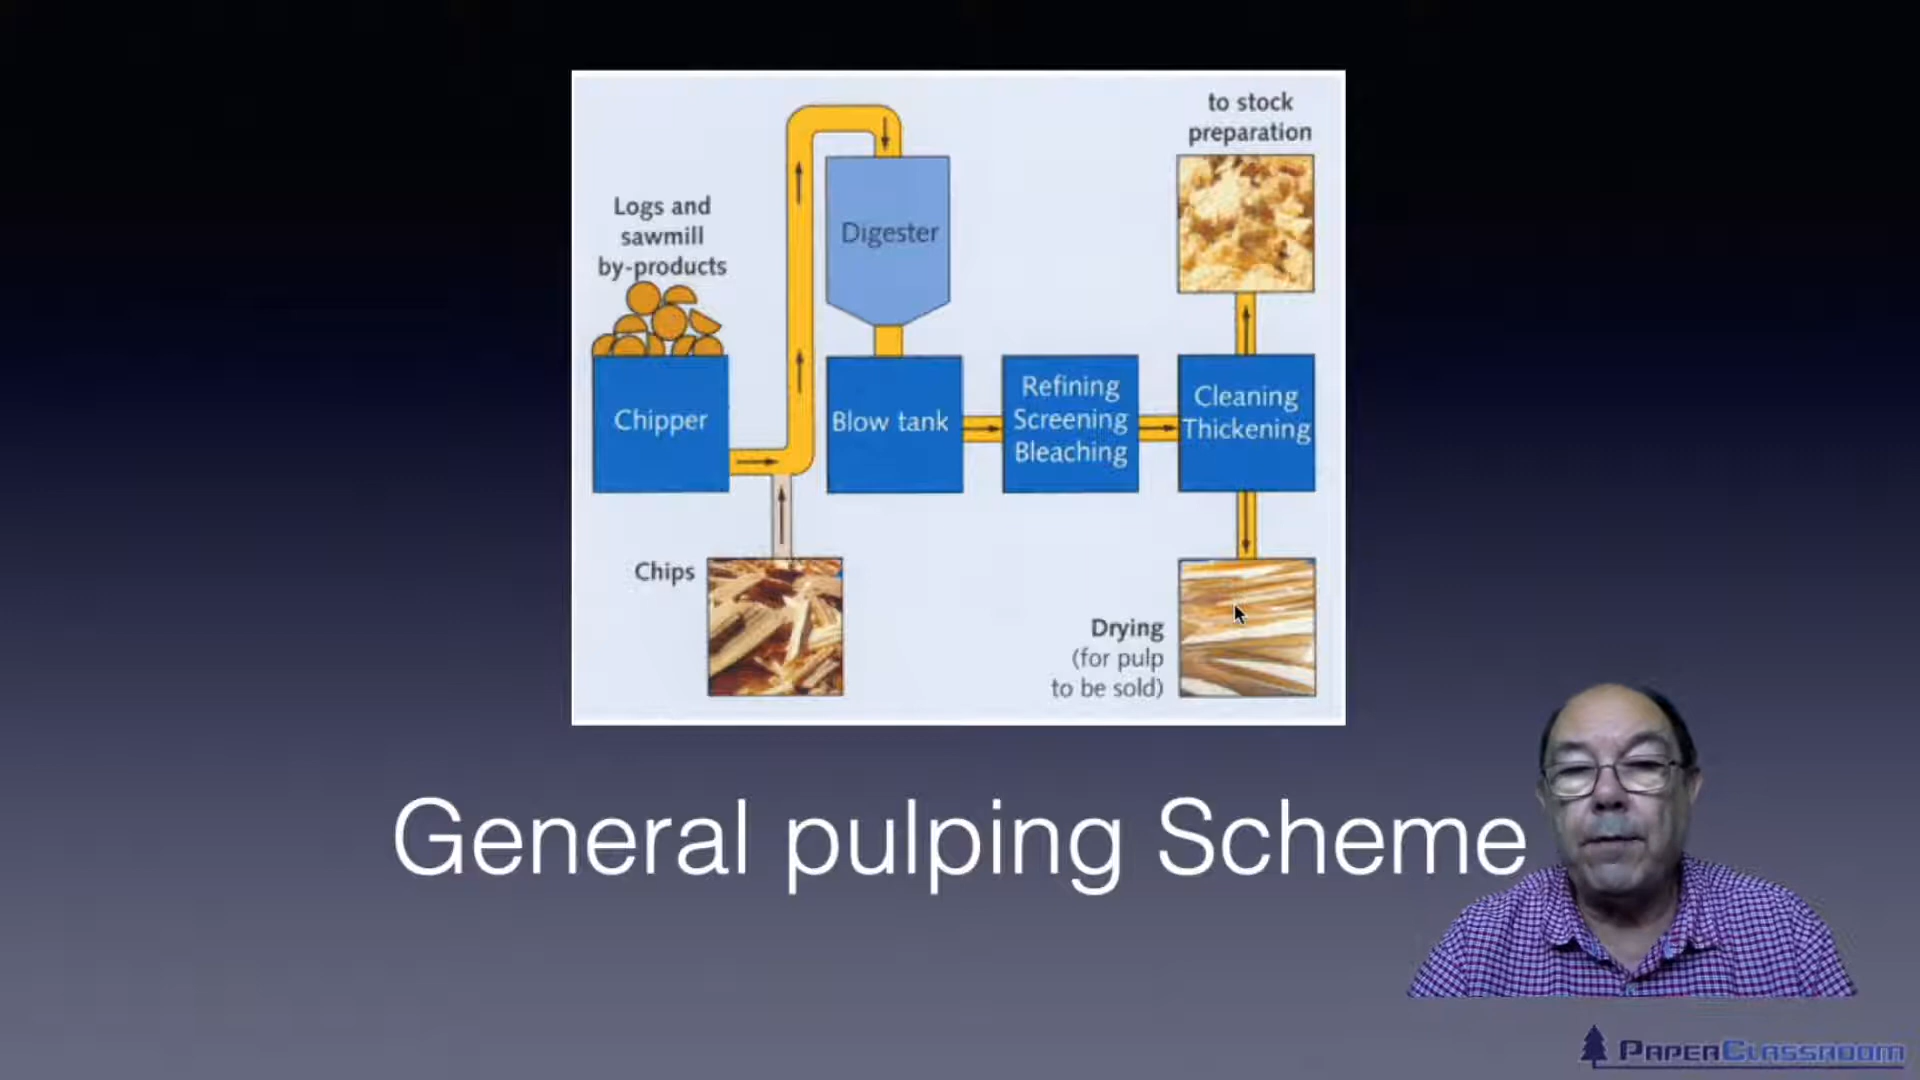 to stock
preparation
Logs and
sawmill
by-products
Digester
Chipper
Blow tank
Refining
Screening
Bleaching
Cleaning
Thickening
Chips
Drying
(for pulp
to be sold)
General pulping Scheme
PaperClassroom